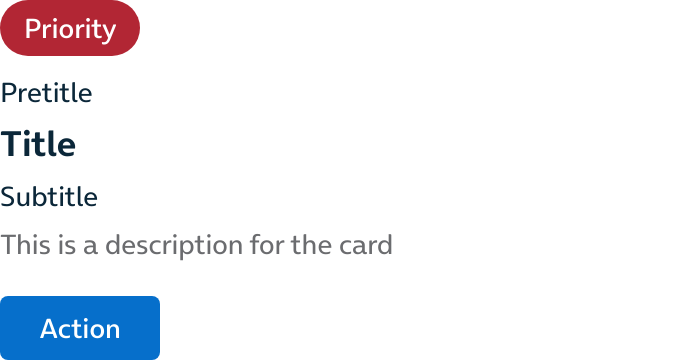 Priority
Pretitle
Title
Subtitle
This is a description for the card
Action